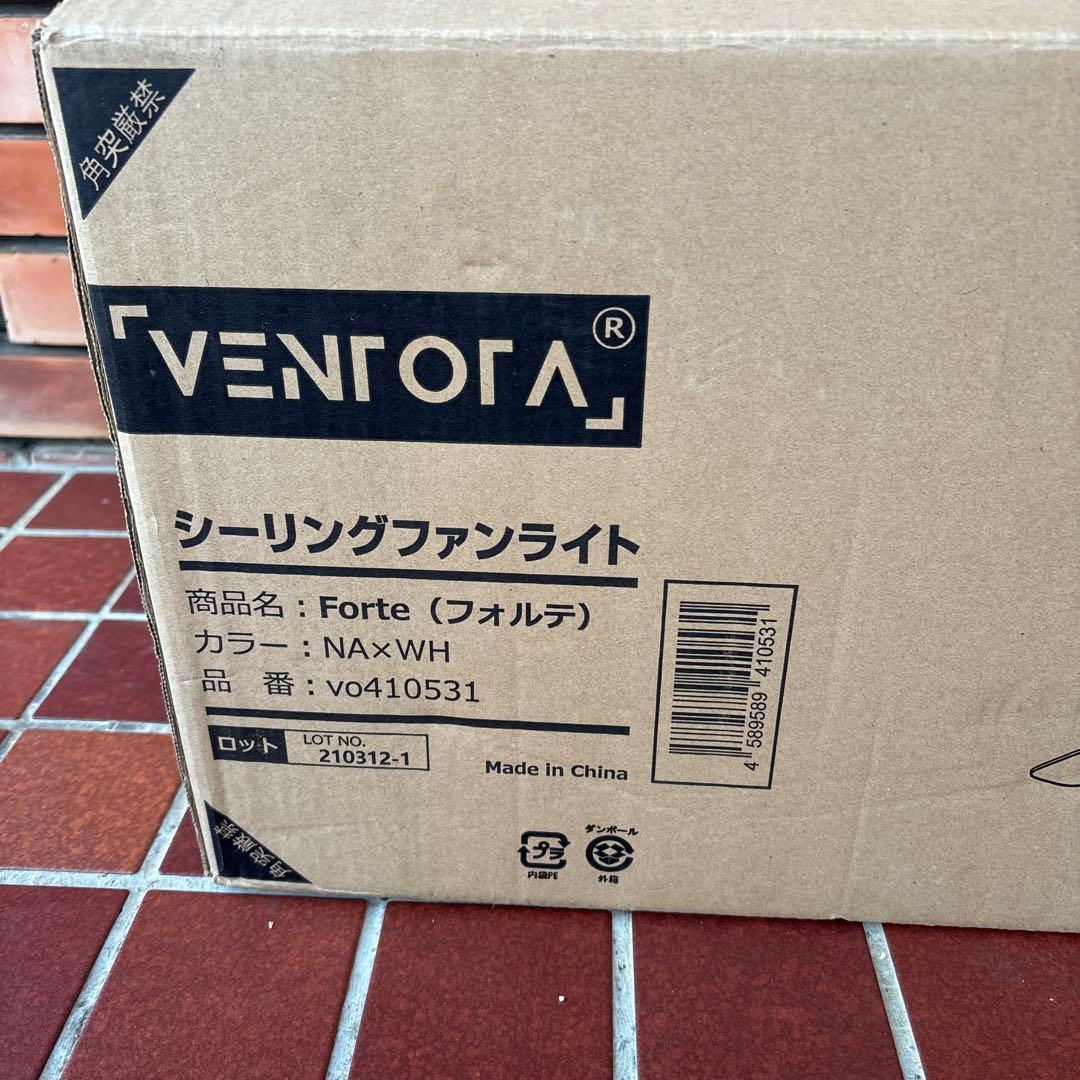 角突厳禁
VENTOTA®
シーリングファンライト
商品名：Forte（フォルテ）
カラー：NA×WH
品　番：vo410531
ロット LOT NO. 210312-1
Made in China
4 589589 410531
角突厳禁
プラ
内袋PE
ダンボール
外箱